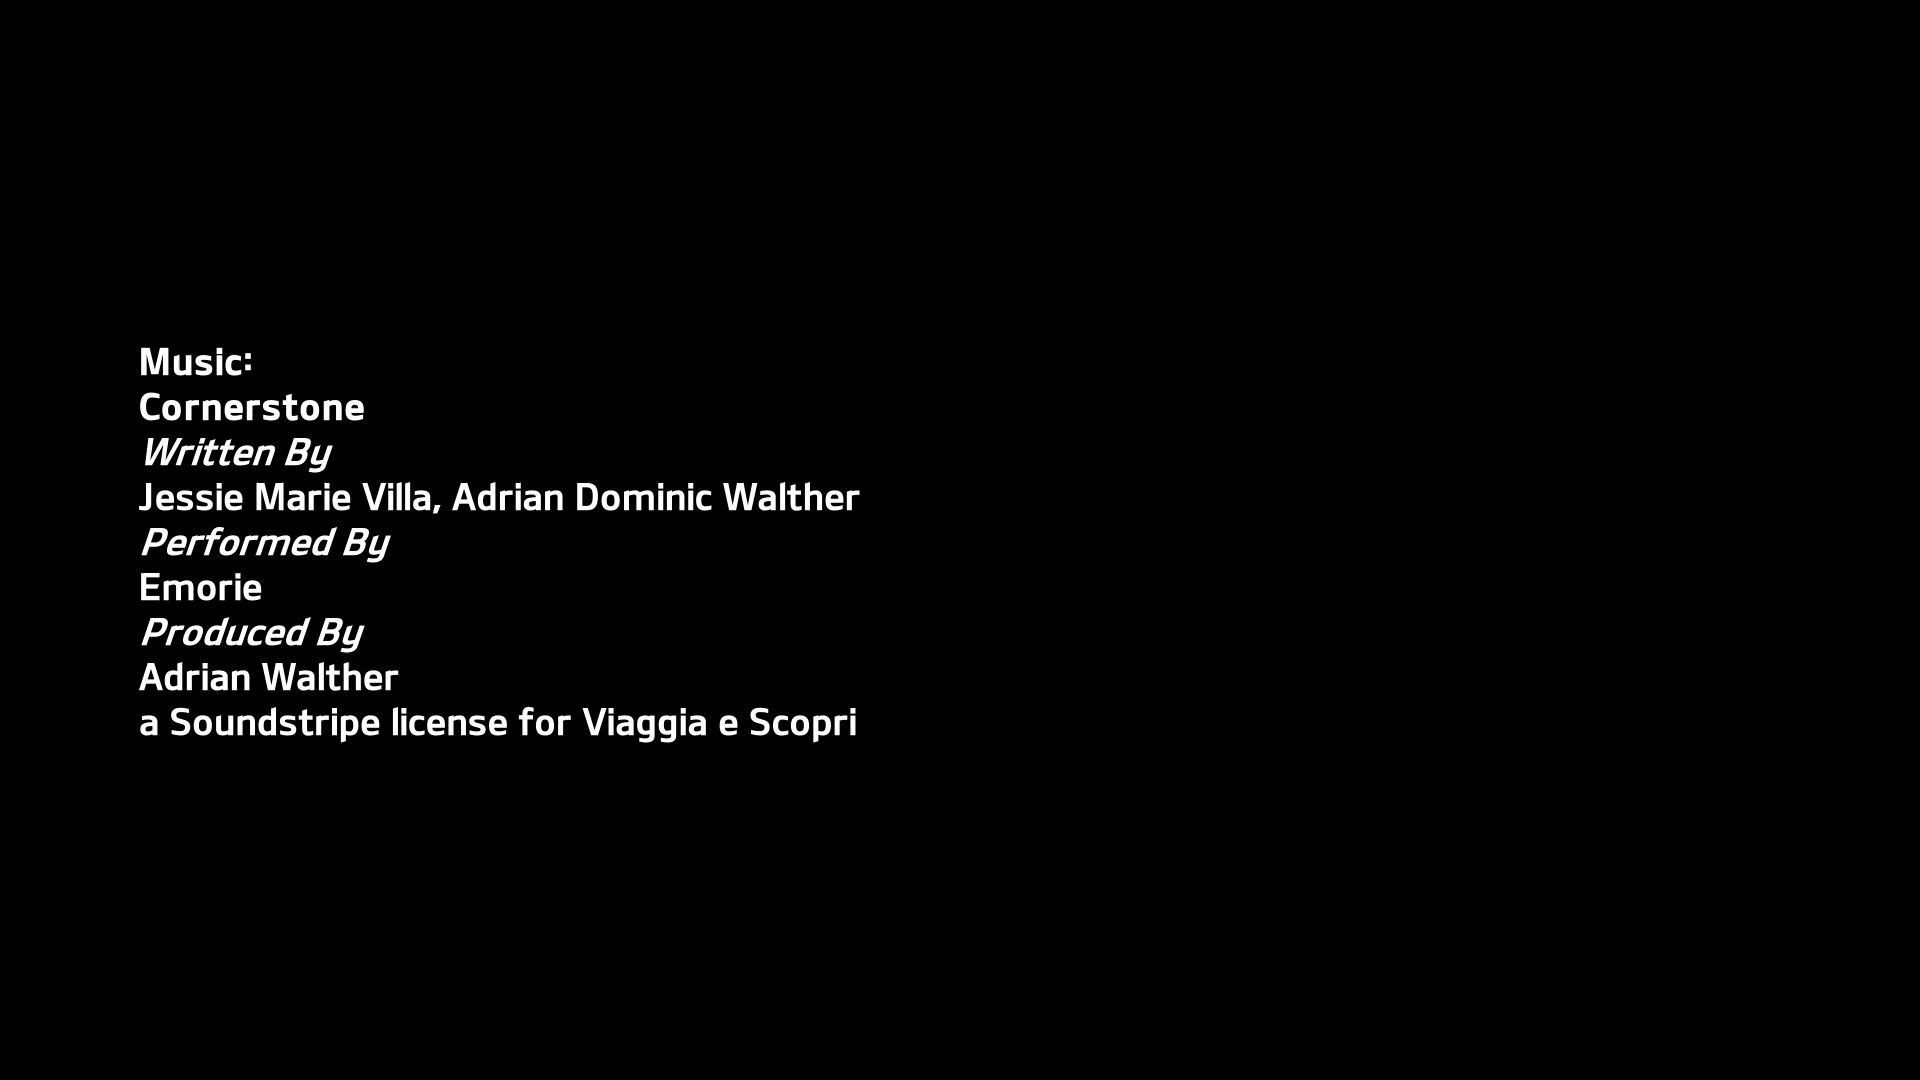 Music:
Cornerstone
Written By
Jessie Marie Villa, Adrian Dominic Walther
Performed By
Emorie
Produced By
Adrian Walther
a Soundstripe license for Viaggia e Scopri